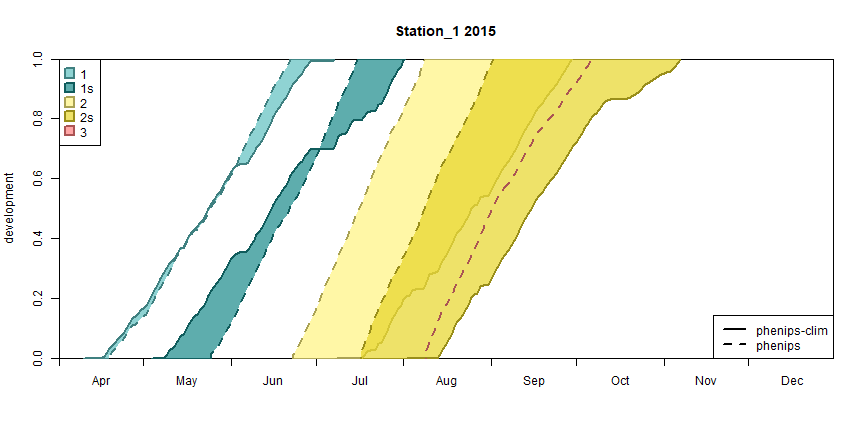 Station_1 2015
development
1.0
0.8
0.6
0.4
0.2
0.0
1
1s
2
2s
3
phenips-clim
phenips
Apr May Jun Jul Aug Sep Oct Nov Dec